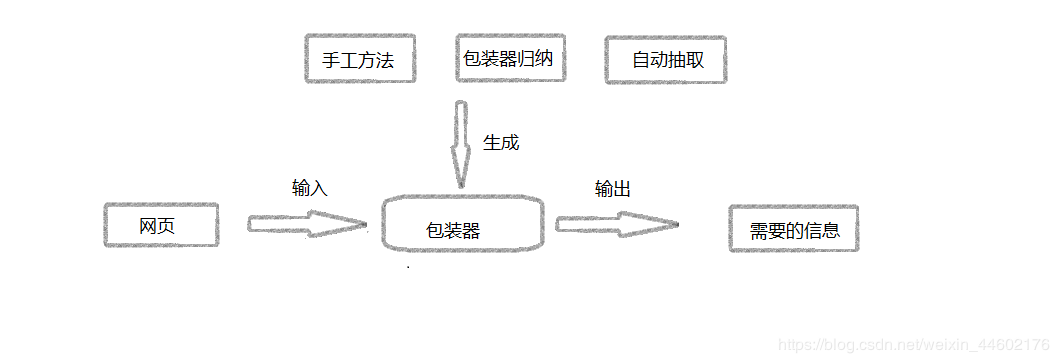 手工方法
包装器归纳
自动抽取
生成
输入
输出
网页
包装器
需要的信息
https://blog.csdn.net/weixin_44602176